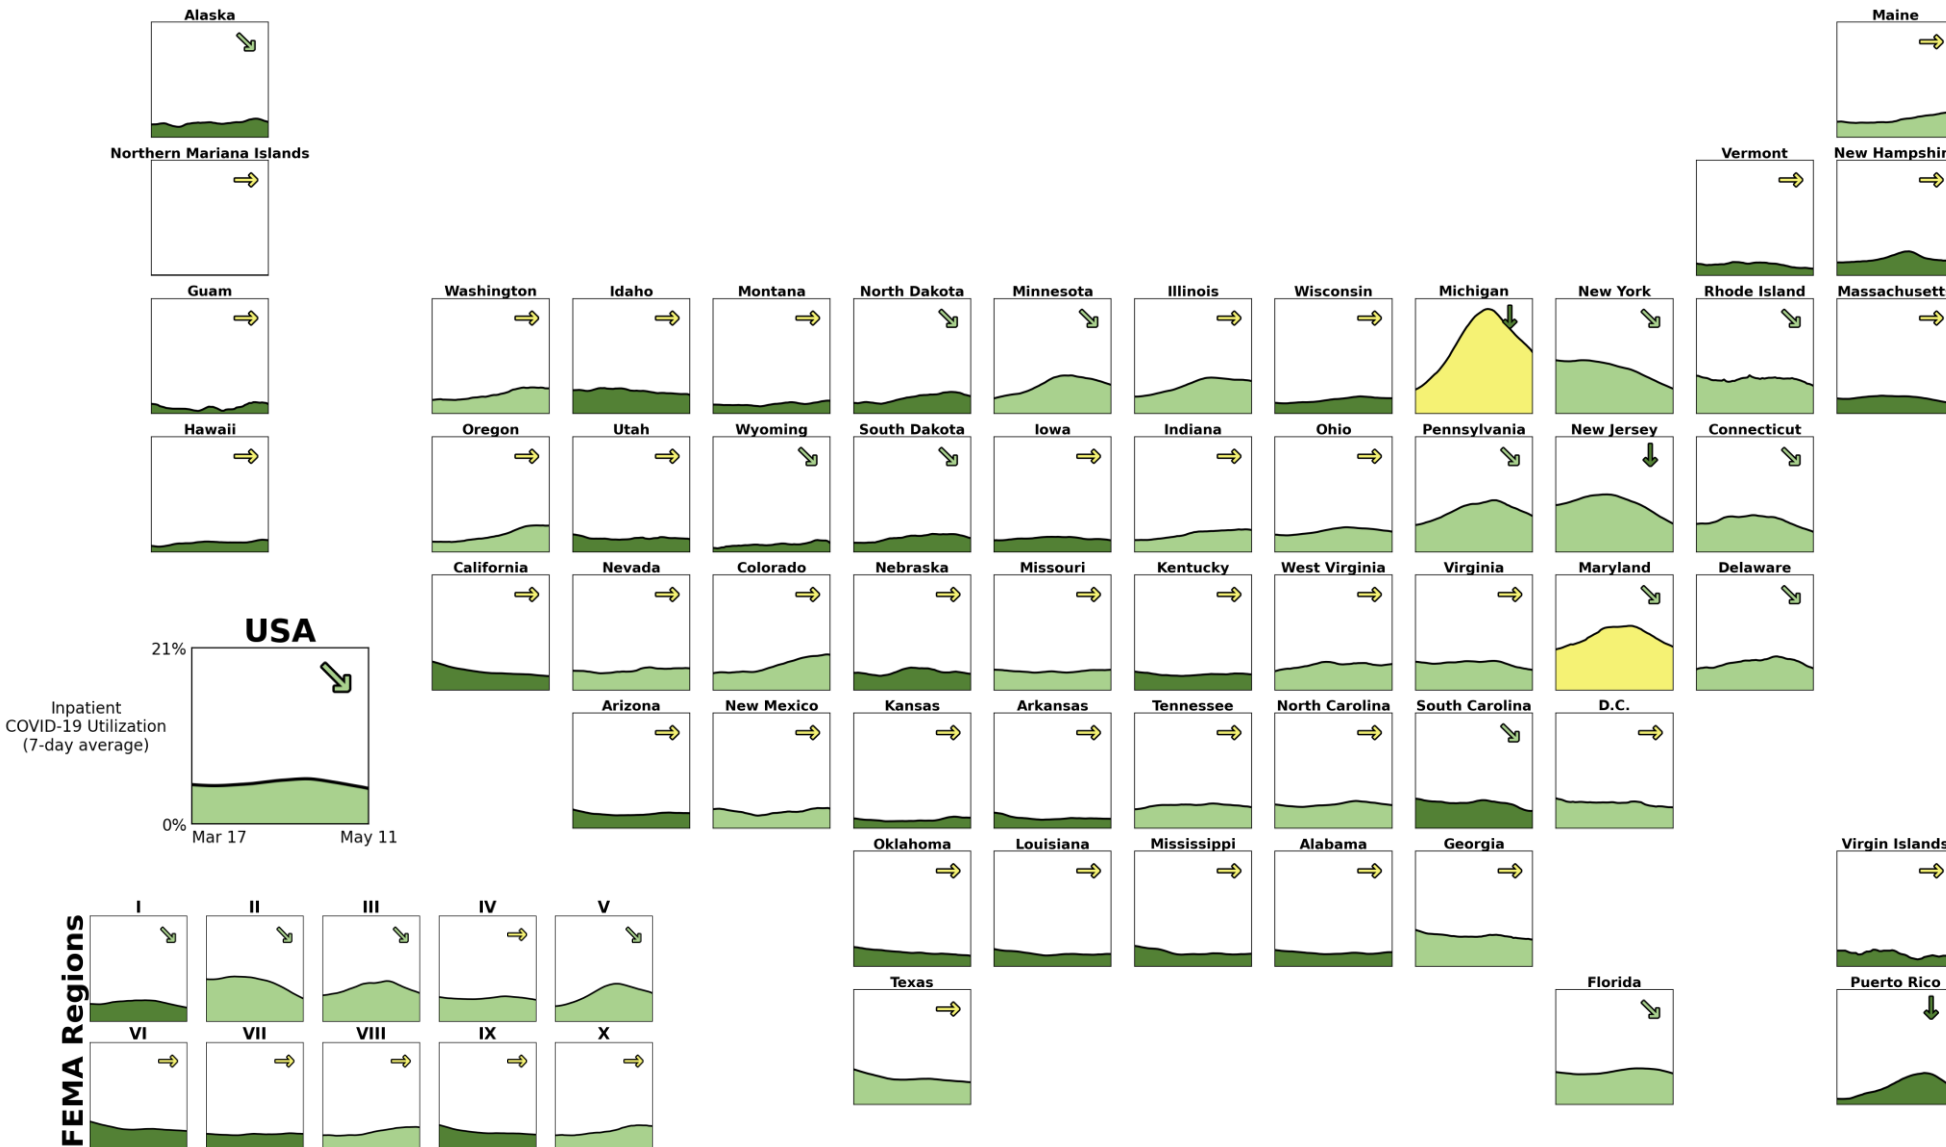 Alaska
Maine
Northern Mariana Islands
Vermont
New Hampshir
Guam
Washington
Idaho
Montana
North Dakota
Minnesota
Illinois
Wisconsin
Michigan
New York
Rhode Island
Massachusett
Hawaii
Oregon
Utah
Wyoming
South Dakota
Iowa
Indiana
Ohio
Pennsylvania
New Jersey
Connecticut
California
Nevada
Colorado
Nebraska
Missouri
Kentucky
West Virginia
Virginia
Maryland
Delaware
USA
21%
Inpatient
COVID-19 Utilization
(7-day average)
0%
Mar 17
May 11
Arizona
New Mexico
Kansas
Arkansas
Tennessee
North Carolina
South Carolina
D.C.
Oklahoma
Louisiana
Mississippi
Alabama
Georgia
Virgin Islands
Texas
Florida
Puerto Rico
FEMA Regions
I
II
III
IV
V
VI
VII
VIII
IX
X